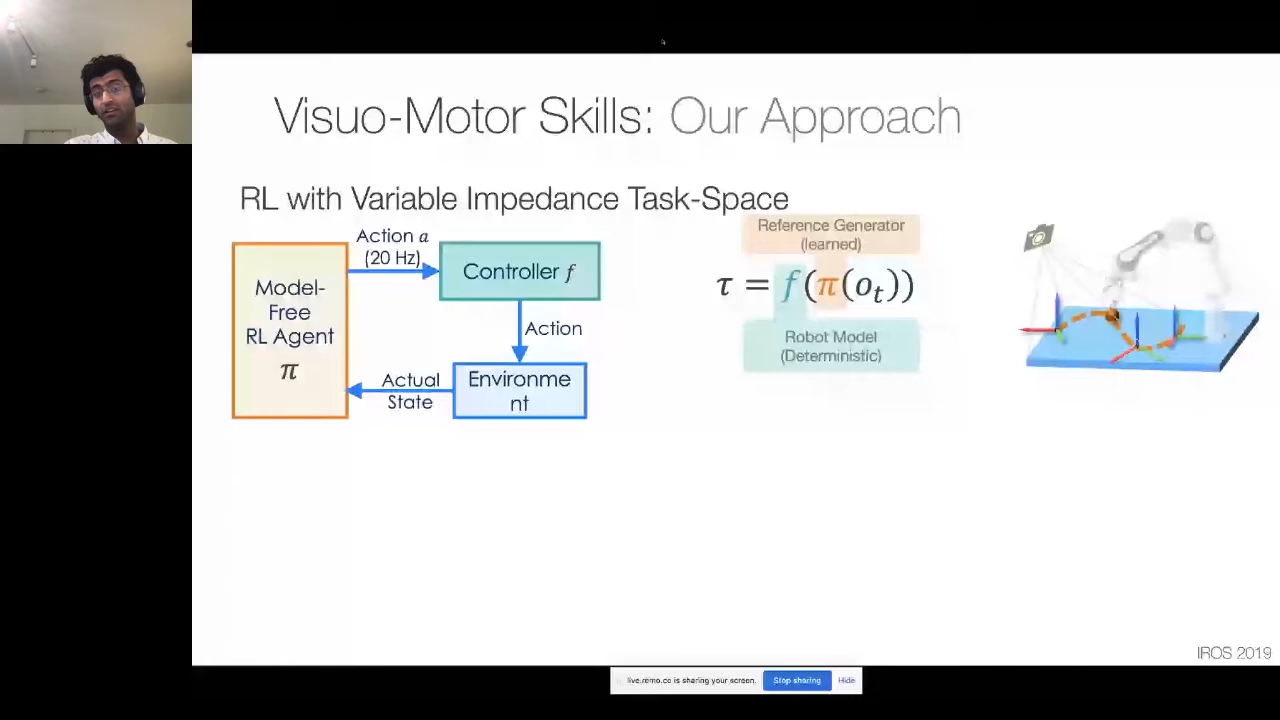 Visuo-Motor Skills: Our Approach
RL with Variable Impedance Task-Space
Model-
Free
RL Agent
π
Action a
(20 Hz)
Controller f
Action
Environme
nt
Actual
State
Reference Generator
(learned)
τ = f(π(oₜ))
Robot Model
(Deterministic)
IROS 2019
live.remo.co is sharing your screen.
Stop sharing
Hide